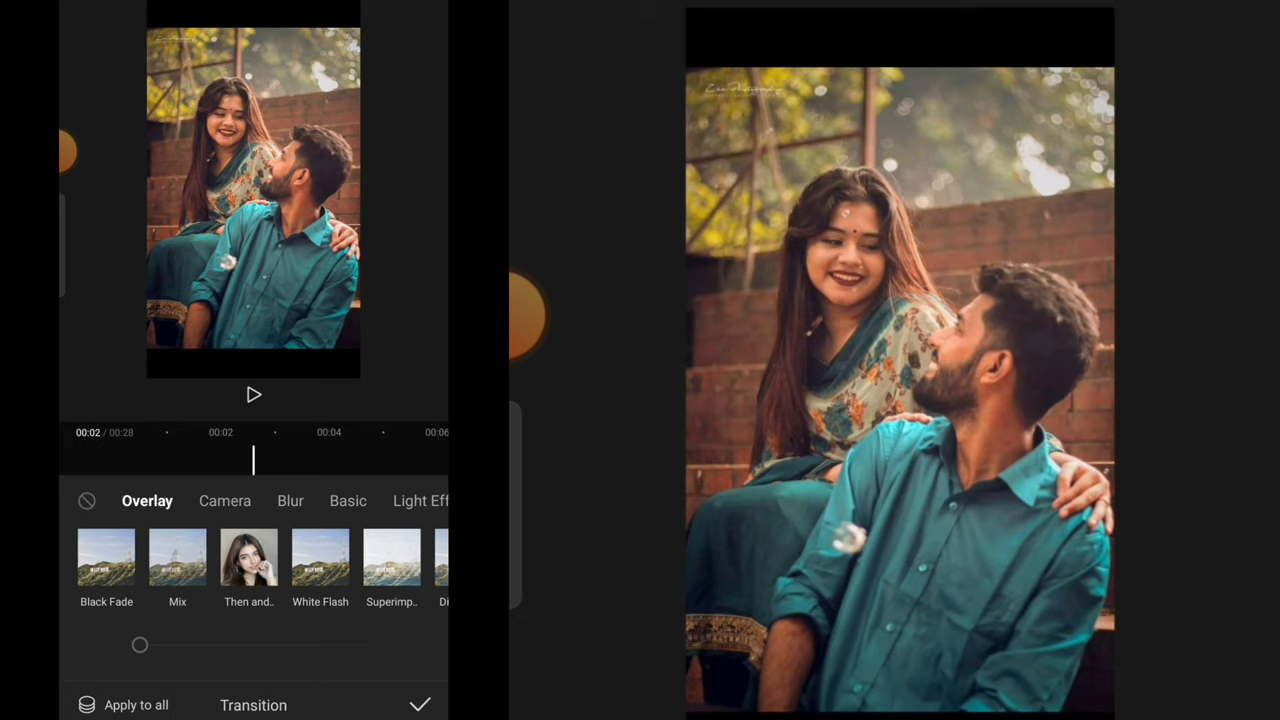 00:02 / 00:28
00:02
00:04
00:06
Overlay
Camera
Blur
Basic
Light Eff
Black Fade
Mix
Then and..
White Flash
Superimp..
Di
Apply to all
Transition